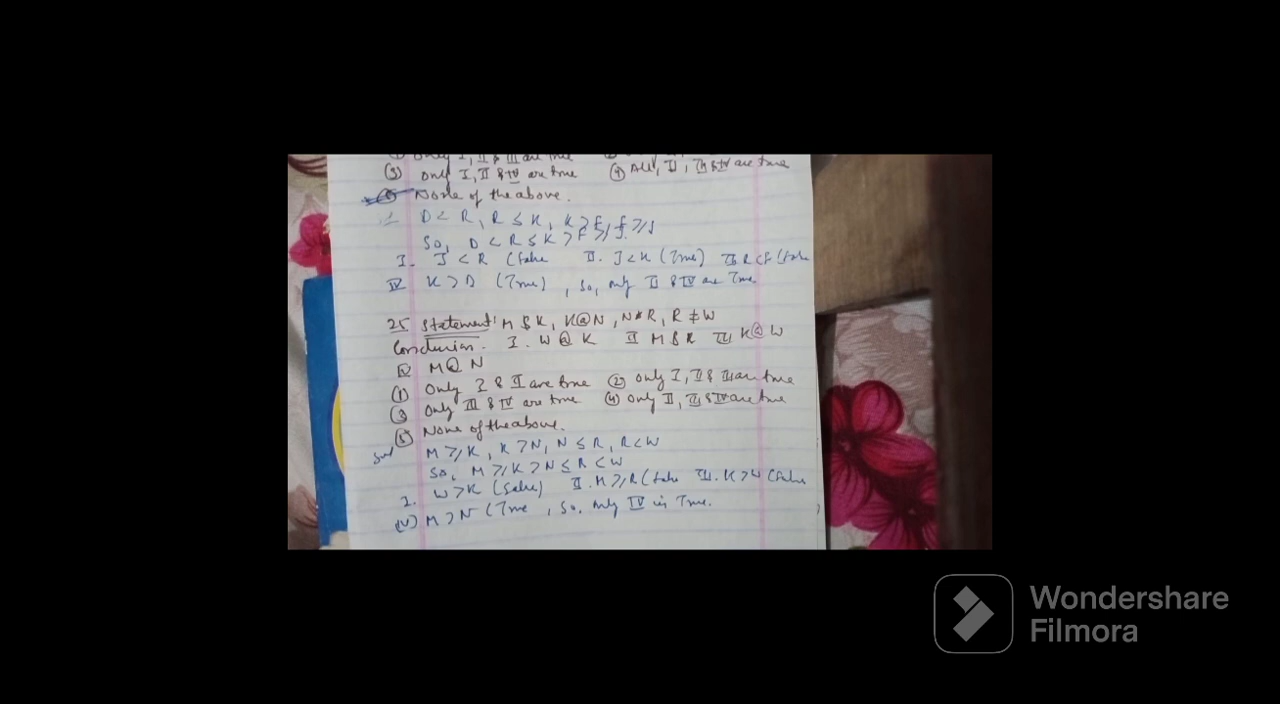 (3) Only I, II & IV are true (4) All I, II, III & IV are true
None of the above.
D < R, R ≤ K, K > F, F ≥ J
So, D < R ≤ K > F ≥ J.
I. J < R (False II. J < K (True) III R < F (False
IV K > D (True) , So, only II & IV are True.
25 Statement: M $ K, K @ N, N * R, R ≠ W
Conclusion. I. W @ K II M $ R III K @ W
IV M @ N
(1) Only I & II are true (2) Only I, II & III are true
(3) Only III & IV are true (4) Only II, III & IV are true
(5) None of the above.
M ≥ K, K > N, N ≤ R, R < W
So, M ≥ K > N ≤ R < W
I. W > K (False) II. M ≥ R (False III. K > W (False
(IV) M > N (True , So, only IV is True.
Wondershare
Filmora